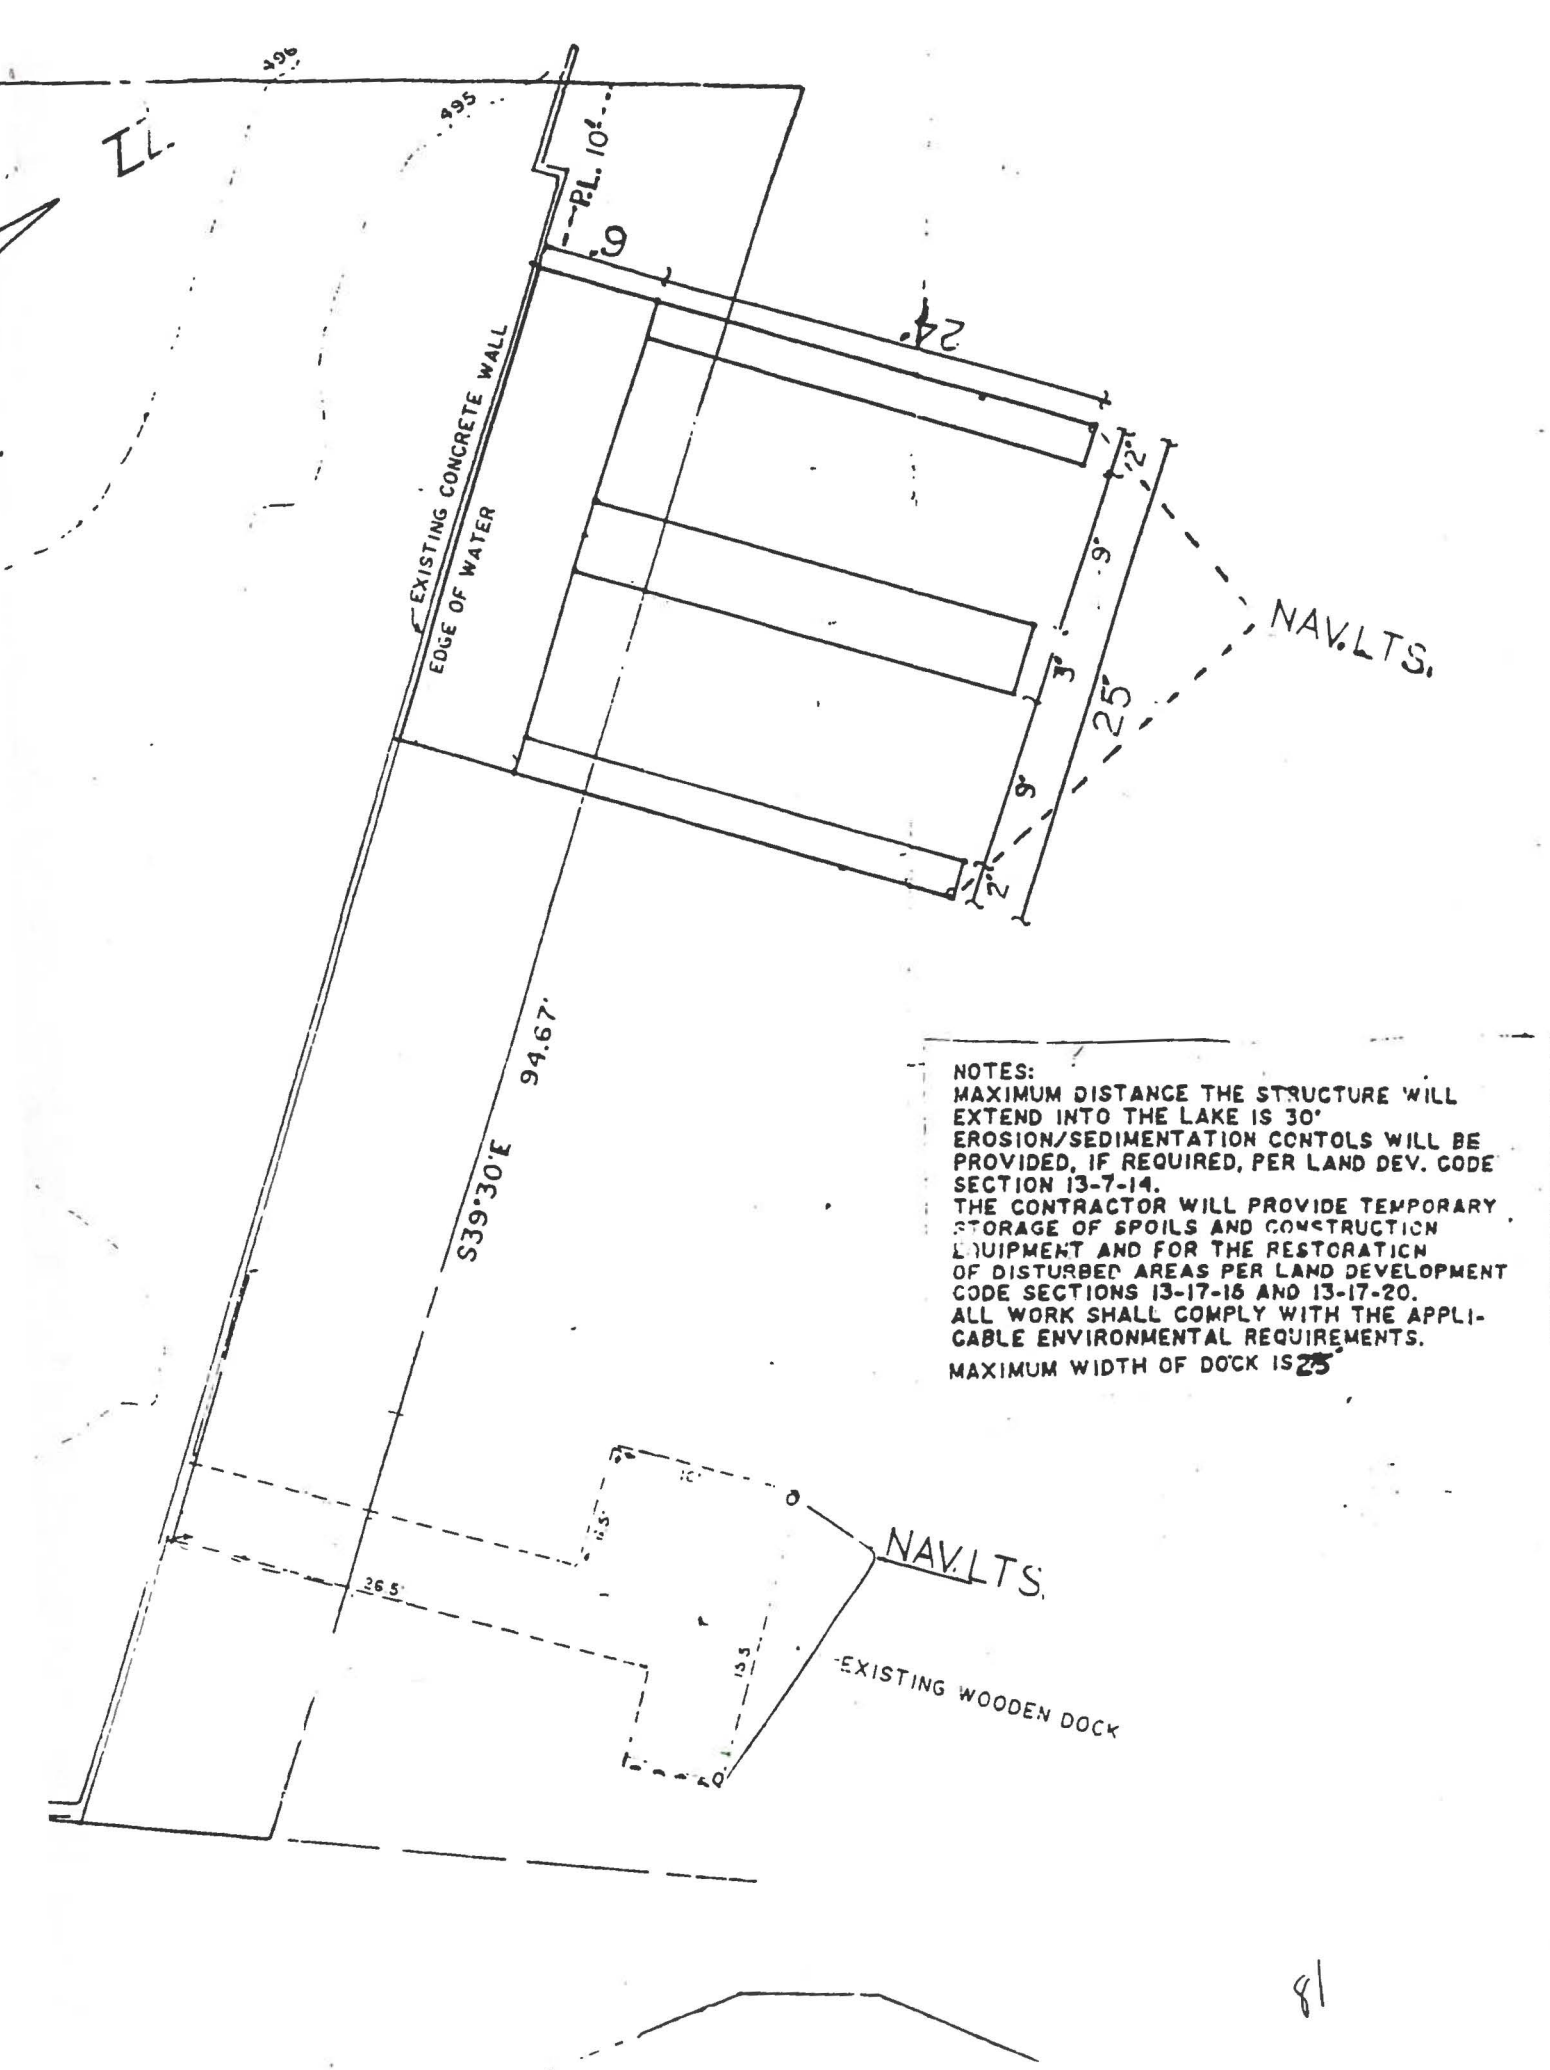 496
495
P.L. 10'
6'
24'
EXISTING CONCRETE WALL
EDGE OF WATER
2'
9'
3'
25'
9'
2'
NAV. LTS.
94.67'
S39°30'E
NOTES:
MAXIMUM DISTANCE THE STRUCTURE WILL
EXTEND INTO THE LAKE IS 30'
EROSION/SEDIMENTATION CONTOLS WILL BE
PROVIDED, IF REQUIRED, PER LAND DEV. CODE
SECTION 13-7-14.
THE CONTRACTOR WILL PROVIDE TEMPORARY
STORAGE OF SPOILS AND CONSTRUCTION
EQUIPMENT AND FOR THE RESTORATION
OF DISTURBED AREAS PER LAND DEVELOPMENT
CODE SECTIONS 13-17-16 AND 13-17-20.
ALL WORK SHALL COMPLY WITH THE APPLI-
CABLE ENVIRONMENTAL REQUIREMENTS.
MAXIMUM WIDTH OF DOCK IS 25'
10'
26.5'
NAV. LTS.
EXISTING WOODEN DOCK